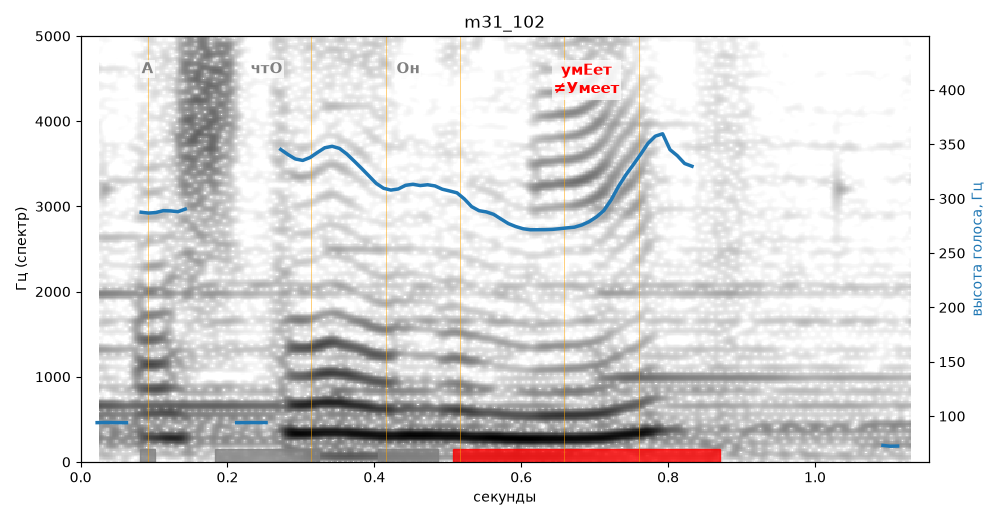 m31_102
А
чтО
Он
умЕет
≠Умеет
5000
4000
3000
2000
1000
0
Гц (спектр)
400
350
300
250
200
150
100
высота голоса, Гц
0.0
0.2
0.4
0.6
0.8
1.0
секунды